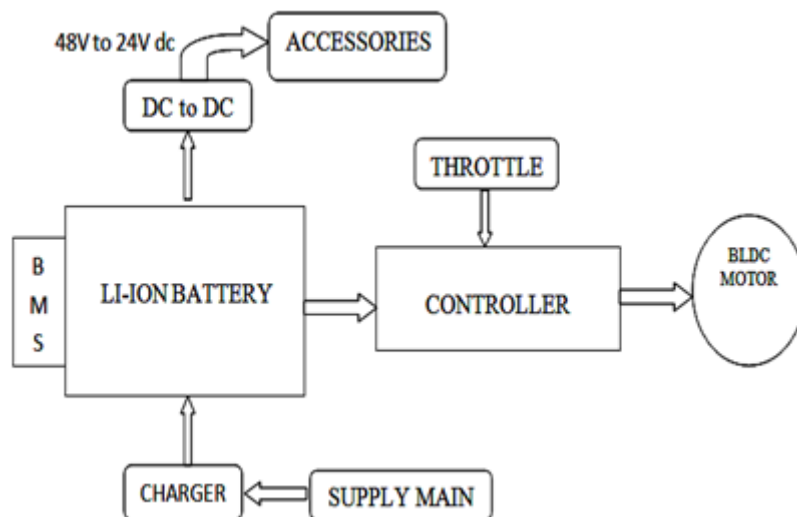 48V to 24V dc
ACCESSORIES
DC to DC
THROTTLE
B
M
S
LI-ION BATTERY
CONTROLLER
BLDC
MOTOR
CHARGER
SUPPLY MAIN